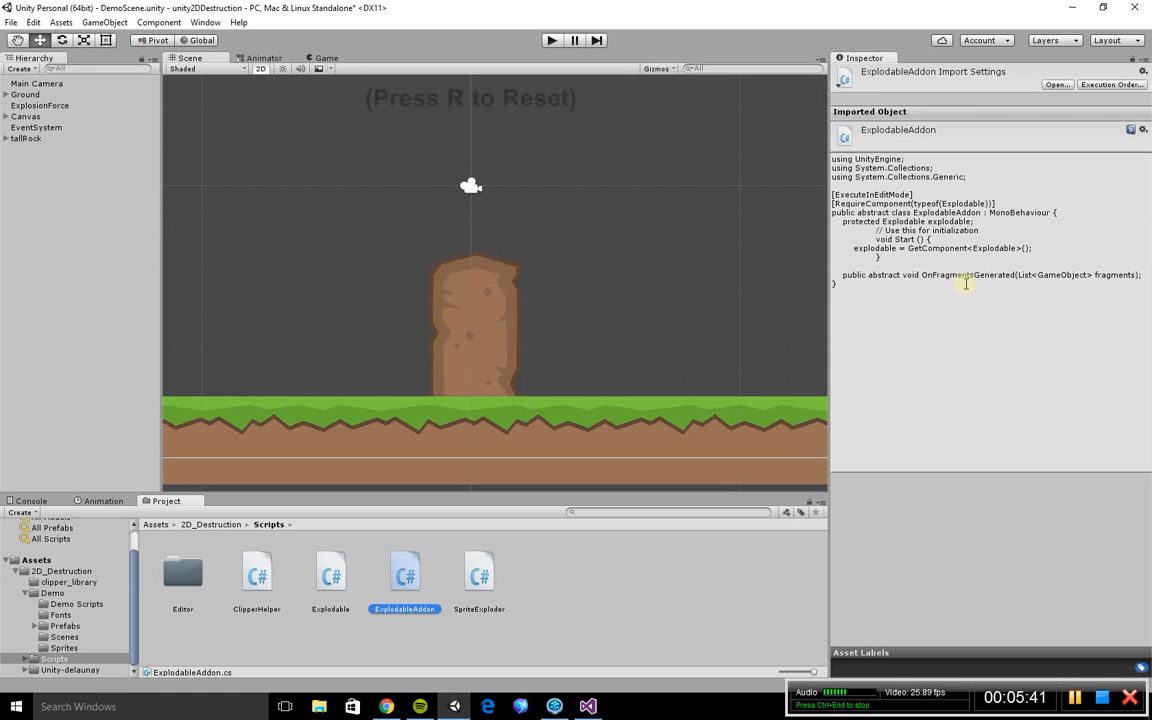 Unity Personal (64bit) - DemoScene.unity - unity2DDestruction - PC, Mac & Linux Standalone* <DX11>
File Edit Assets GameObject Component Window Help
Pivot Global Account Layers Layout
Hierarchy Scene Animator Game Inspector
Create All Shaded 2D Gizmos All
Main Camera
Ground
ExplosionForce
Canvas
EventSystem
tallRock
(Press R to Reset)
ExplodableAddon Import Settings
Open... Execution Order...
Imported Object
ExplodableAddon
using UnityEngine;
using System.Collections;
using System.Collections.Generic;
[ExecuteInEditMode]
[RequireComponent(typeof(Explodable))]
public abstract class ExplodableAddon : MonoBehaviour {
protected Explodable explodable;
// Use this for initialization
void Start () {
explodable = GetComponent<Explodable>();
}
public abstract void OnFragmentsGenerated(List<GameObject> fragments);
}
Console Animation Project
Create
All Prefabs
All Scripts
Assets
2D_Destruction
clipper_library
Demo
Demo Scripts
Fonts
Prefabs
Scenes
Sprites
Scripts
Unity-delaunay
Assets 2D_Destruction Scripts
C# C# C# C#
Editor ClipperHelper Explodable ExplodableAddon SpriteExploder
ExplodableAddon.cs
Asset Labels
Search Windows
Audio Video: 25.89 fps
Press Ctrl+End to stop
00:05:41